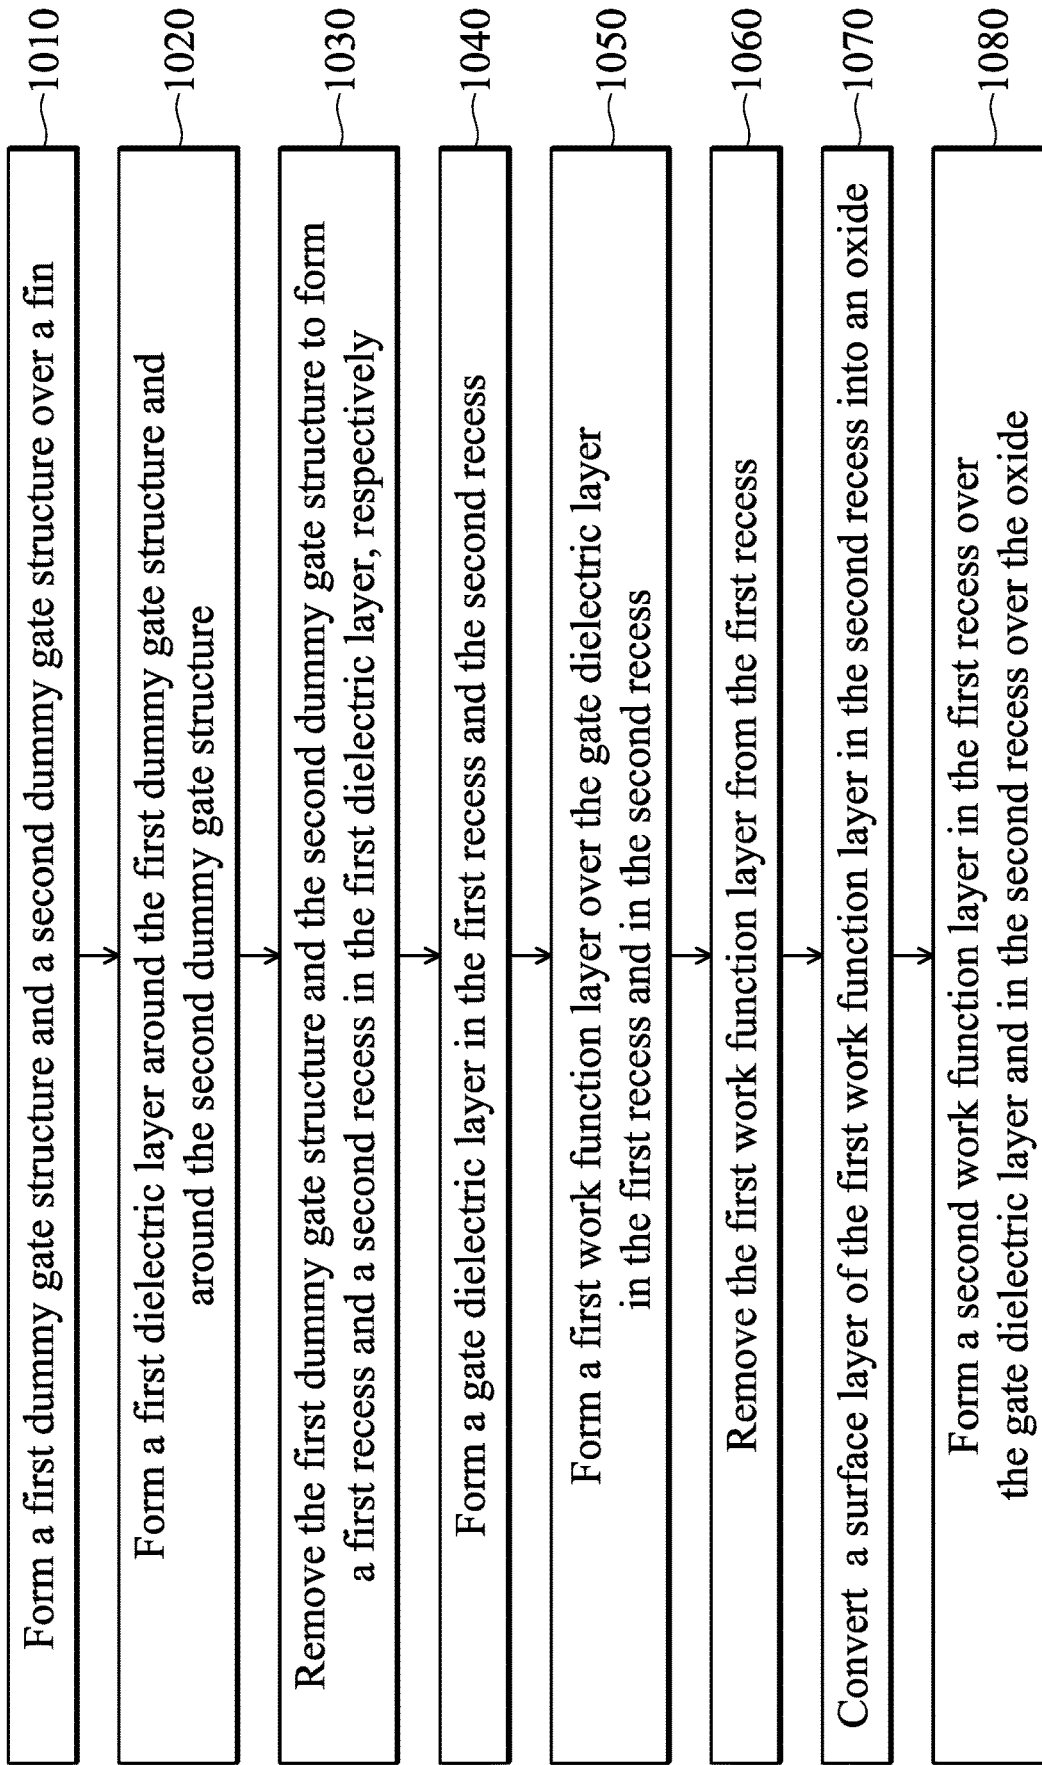 Form a first dummy gate structure and a second dummy gate structure over a fin
1010
Form a first dielectric layer around the first dummy gate structure and
around the second dummy gate structure
1020
Remove the first dummy gate structure and the second dummy gate structure to form
a first recess and a second recess in the first dielectric layer, respectively
1030
Form a gate dielectric layer in the first recess and the second recess
1040
Form a first work function layer over the gate dielectric layer
in the first recess and in the second recess
1050
Remove the first work function layer from the first recess
1060
Convert a surface layer of the first work function layer in the second recess into an oxide
1070
Form a second work function layer in the first recess over
the gate dielectric layer and in the second recess over the oxide
1080